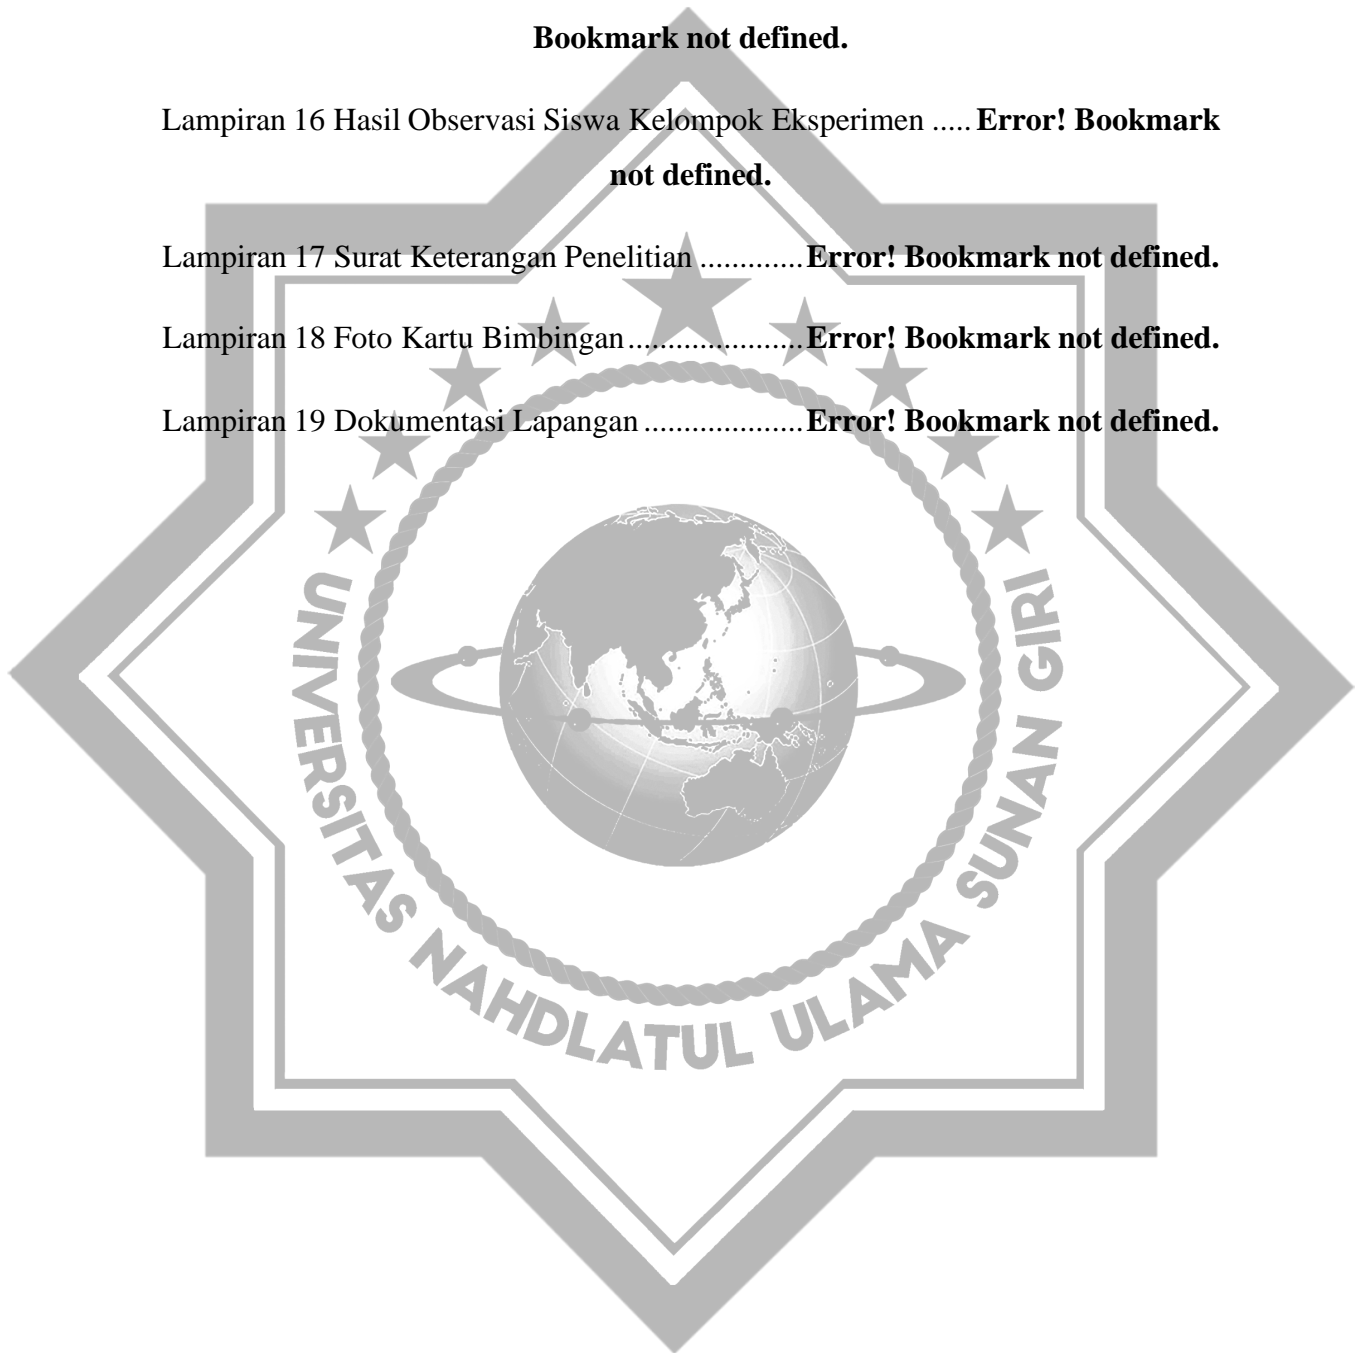 Bookmark not defined.
Lampiran 16 Hasil Observasi Siswa Kelompok Eksperimen ..... Error! Bookmark
not defined.
Lampiran 17 Surat Keterangan Penelitian ............. Error! Bookmark not defined.
Lampiran 18 Foto Kartu Bimbingan ...................... Error! Bookmark not defined.
Lampiran 19 Dokumentasi Lapangan .................... Error! Bookmark not defined.
UNIVERSITAS NAHDLATUL ULAMA SUNAN GIRI